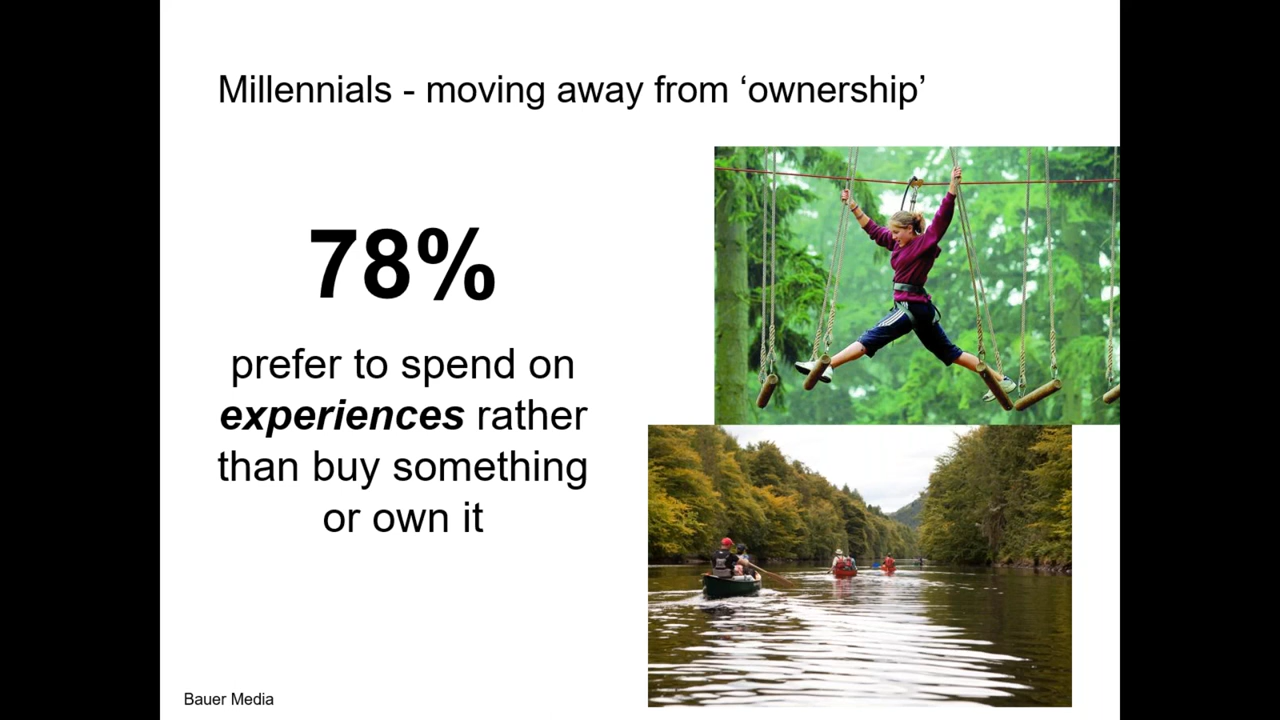 Millennials - moving away from ‘ownership’
78%
prefer to spend on
experiences rather
than buy something
or own it
Bauer Media